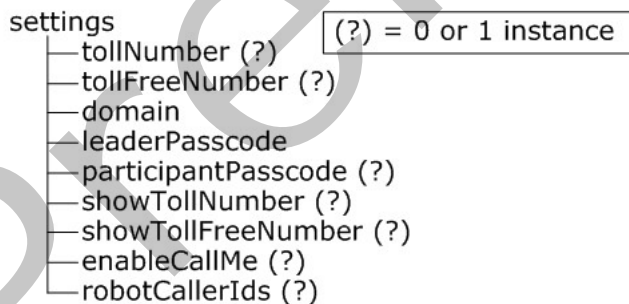 settings
(?) = 0 or 1 instance
tollNumber (?)
tollFreeNumber (?)
domain
leaderPasscode
participantPasscode (?)
showTollNumber (?)
showTollFreeNumber (?)
enableCallMe (?)
robotCallerIds (?)